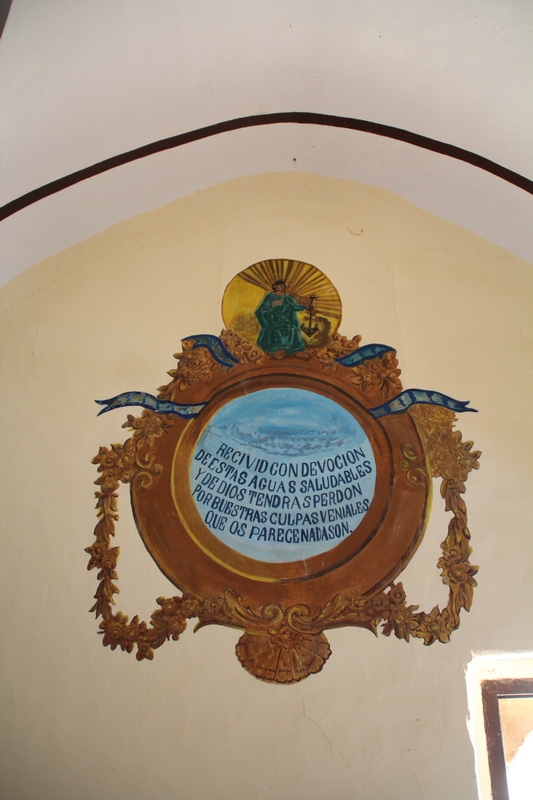 RECIVID CON DEVOCION
DE ESTAS AGUAS SALUDABLES
Y DE DIOS TENDRAS PERDON
POR BUESTRAS CULPAS VENIALES
QUE OS PARECE NADA SON.